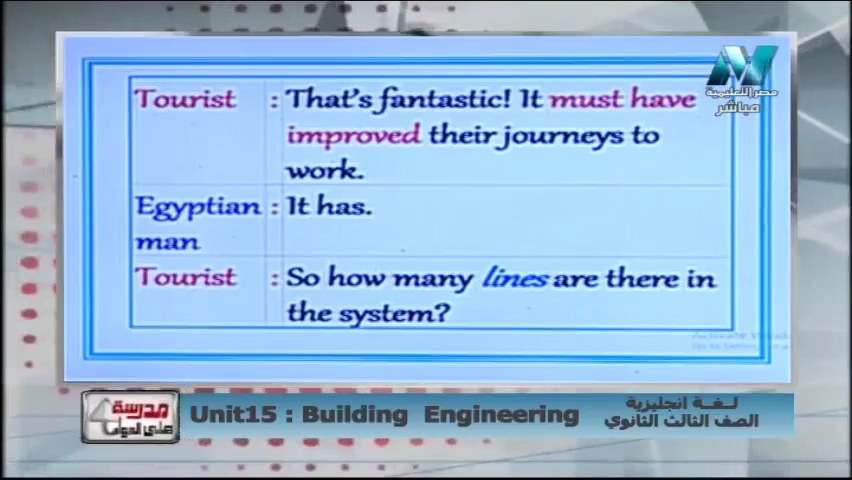 Tourist : That's fantastic! It must have
improved their journeys to
work.
Egyptian : It has.
man
Tourist : So how many lines are there in
the system?
مصر التعليمية
مباشر
مدرسة
على الهواء
Unit15 : Building Engineering
لغة انجليزية
الصف الثالث الثانوي